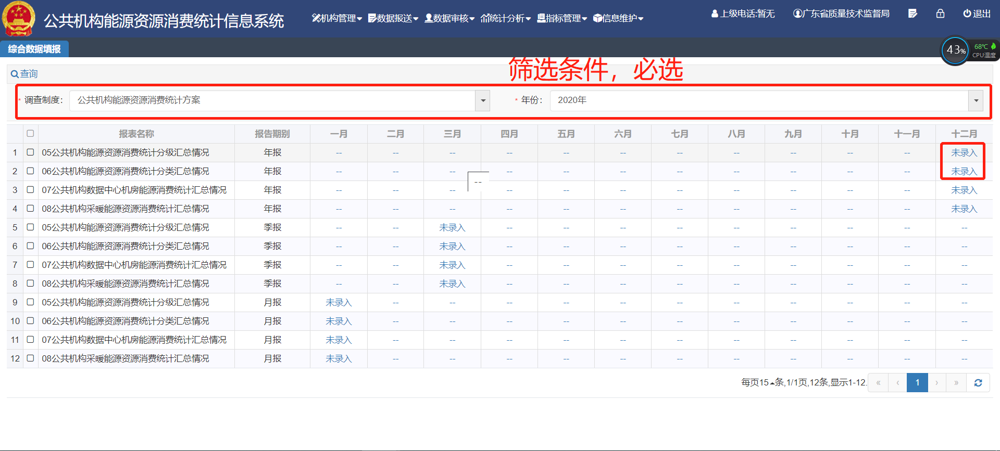 公共机构能源资源消费统计信息系统 机构管理 数据报送 数据审核 统计分析 指标管理 信息维护 上级电话:暂无 广东省质量技术监督局 退出
综合数据填报
43% 68℃
CPU温度
筛选条件，必选
查询
* 调查制度： 公共机构能源资源消费统计方案 * 年份： 2020年
报表名称 报告期别 一月 二月 三月 四月 五月 六月 七月 八月 九月 十月 十一月 十二月
1 05公共机构能源资源消费统计分级汇总情况 年报 -- -- -- -- -- -- -- -- -- -- -- 未录入
2 06公共机构能源资源消费统计分类汇总情况 年报 -- -- -- -- -- -- -- -- -- -- -- 未录入
--
3 07公共机构数据中心机房能源消费统计汇总情况 年报 -- -- -- -- -- -- -- -- -- -- -- 未录入
4 08公共机构采暖能源资源消费统计汇总情况 年报 -- -- -- -- -- -- -- -- -- -- -- 未录入
5 05公共机构能源资源消费统计分级汇总情况 季报 -- -- 未录入 -- -- -- -- -- -- -- -- --
6 06公共机构能源资源消费统计分类汇总情况 季报 -- -- 未录入 -- -- -- -- -- -- -- -- --
7 07公共机构数据中心机房能源消费统计汇总情况 季报 -- -- 未录入 -- -- -- -- -- -- -- -- --
8 08公共机构采暖能源资源消费统计汇总情况 季报 -- -- 未录入 -- -- -- -- -- -- -- -- --
9 05公共机构能源资源消费统计分级汇总情况 月报 未录入 -- -- -- -- -- -- -- -- -- -- --
10 06公共机构能源资源消费统计分类汇总情况 月报 未录入 -- -- -- -- -- -- -- -- -- -- --
11 07公共机构数据中心机房能源消费统计汇总情况 月报 未录入 -- -- -- -- -- -- -- -- -- -- --
12 08公共机构采暖能源资源消费统计汇总情况 月报 未录入 -- -- -- -- -- -- -- -- -- -- --
每页15条,1/1页,12条,显示1-12. « ‹ 1 › »